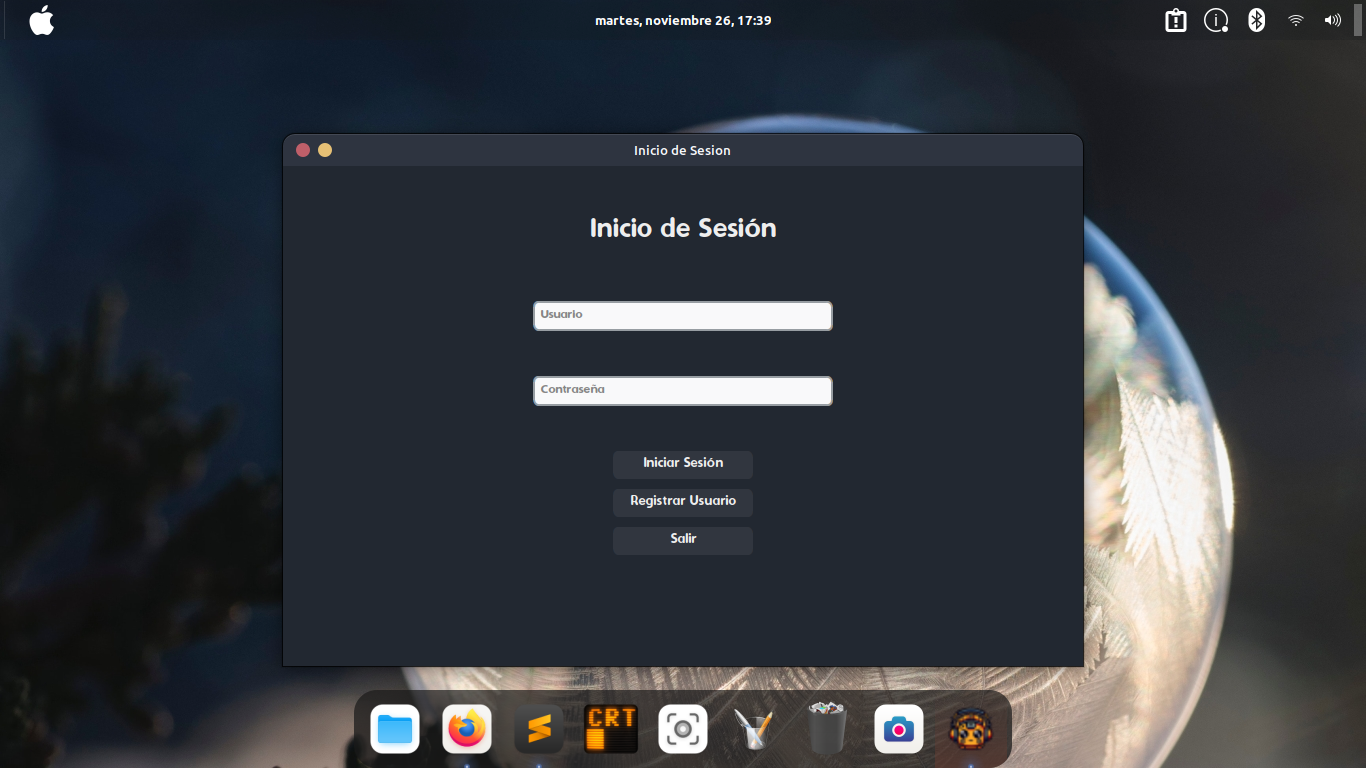 martes, noviembre 26, 17:39
Inicio de Sesion
Inicio de Sesión
Usuario
Contraseña
Iniciar Sesión
Registrar Usuario
Salir
CRT